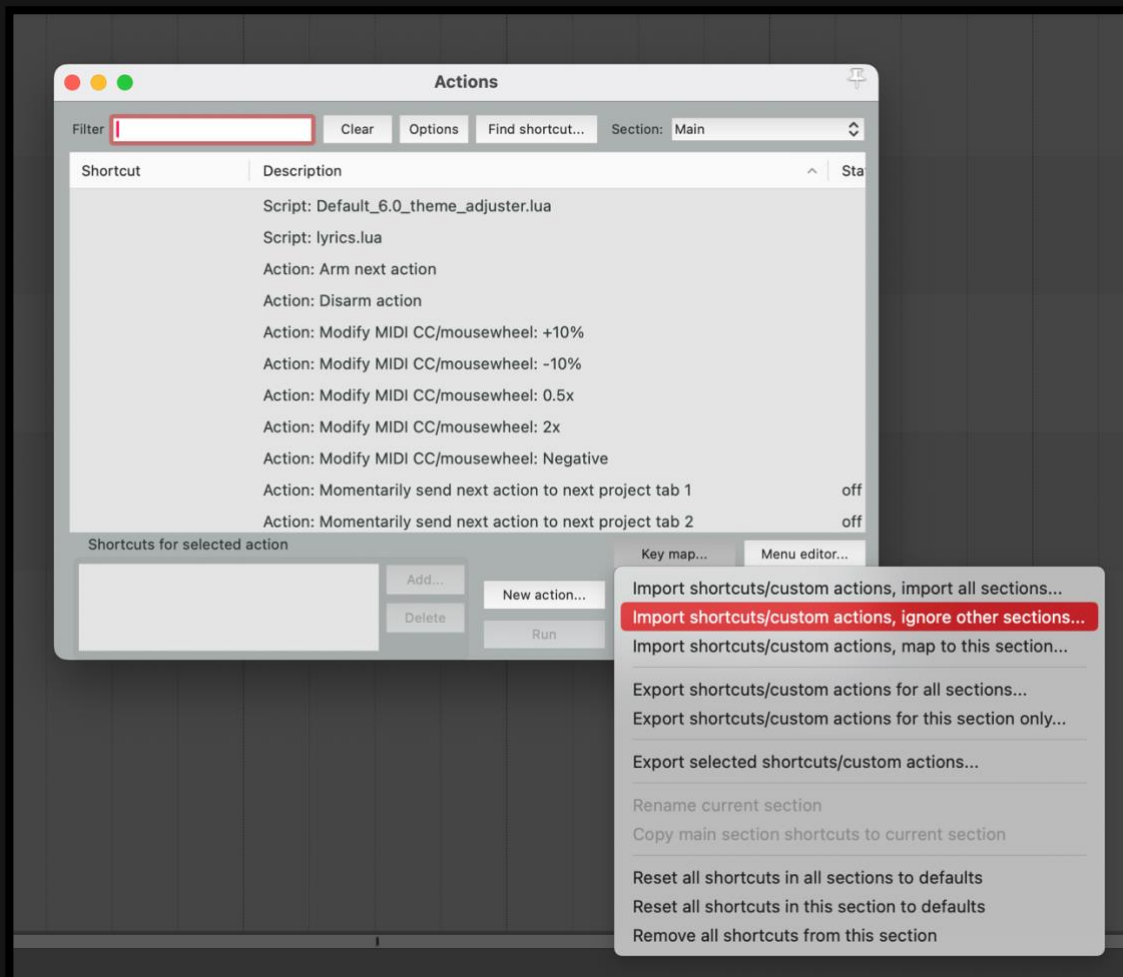 Actions
Filter Clear Options Find shortcut... Section: Main
Shortcut Description Sta
Script: Default_6.0_theme_adjuster.lua
Script: lyrics.lua
Action: Arm next action
Action: Disarm action
Action: Modify MIDI CC/mousewheel: +10%
Action: Modify MIDI CC/mousewheel: -10%
Action: Modify MIDI CC/mousewheel: 0.5x
Action: Modify MIDI CC/mousewheel: 2x
Action: Modify MIDI CC/mousewheel: Negative
Action: Momentarily send next action to next project tab 1 off
Action: Momentarily send next action to next project tab 2 off
Shortcuts for selected action
Key map... Menu editor...
Add...
New action...
Delete
Run
Import shortcuts/custom actions, import all sections...
Import shortcuts/custom actions, ignore other sections...
Import shortcuts/custom actions, map to this section...
Export shortcuts/custom actions for all sections...
Export shortcuts/custom actions for this section only...
Export selected shortcuts/custom actions...
Rename current section
Copy main section shortcuts to current section
Reset all shortcuts in all sections to defaults
Reset all shortcuts in this section to defaults
Remove all shortcuts from this section